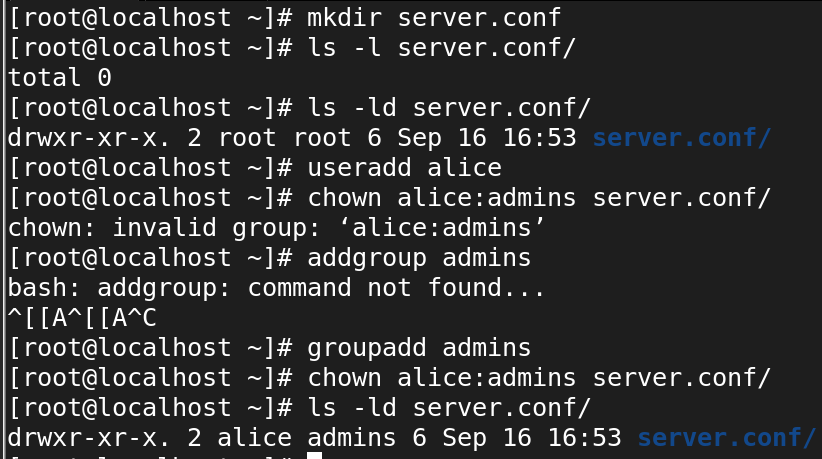 [root@localhost ~]# mkdir server.conf
[root@localhost ~]# ls -l server.conf/
total 0
[root@localhost ~]# ls -ld server.conf/
drwxr-xr-x. 2 root root 6 Sep 16 16:53 server.conf/
[root@localhost ~]# useradd alice
[root@localhost ~]# chown alice:admins server.conf/
chown: invalid group: ‘alice:admins’
[root@localhost ~]# addgroup admins
bash: addgroup: command not found...
^[[A^[[A^C
[root@localhost ~]# groupadd admins
[root@localhost ~]# chown alice:admins server.conf/
[root@localhost ~]# ls -ld server.conf/
drwxr-xr-x. 2 alice admins 6 Sep 16 16:53 server.conf/
[root@localhost ~]#